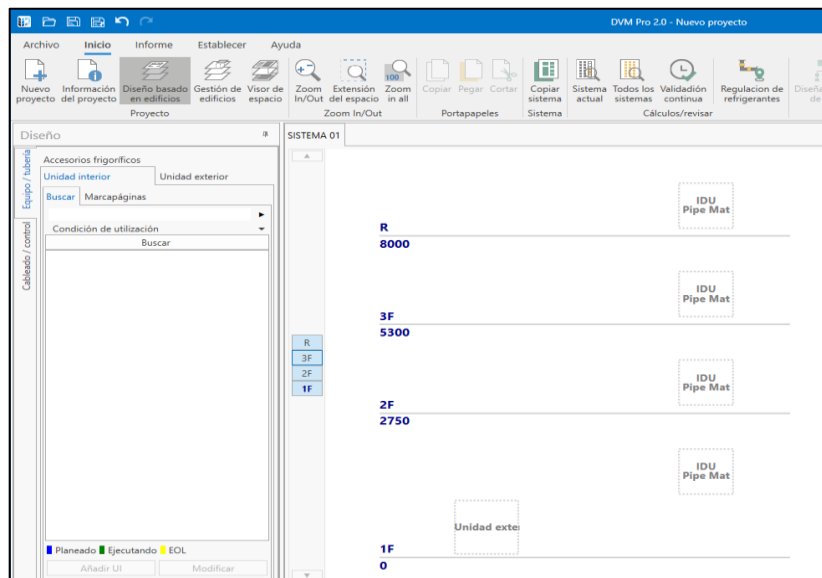 DVM Pro 2.0 - Nuevo proyecto
Archivo Inicio Informe Establecer Ayuda
Nuevo proyecto
Información del proyecto
Diseño basado en edificios
Gestión de edificios
Visor de espacio
Zoom In/Out
Extensión del espacio
100
Zoom in all
Copiar
Pegar
Cortar
Copiar sistema
Sistema actual
Todos los sistemas
Validadión continua
Regulacion de refrigerantes
Proyecto
Zoom In/Out
Portapapeles
Sistema
Cálculos/revisar
Diseño
SISTEMA 01
Equipo / tubería
Cableado / control
Accesorios frigoríficos
Unidad interior Unidad exterior
Buscar Marcapáginas
Condición de utilización
Buscar
R
3F
2F
1F
IDU
Pipe Mat
R
8000
IDU
Pipe Mat
3F
5300
IDU
Pipe Mat
2F
2750
IDU
Pipe Mat
Unidad exte
1F
0
Planeado Ejecutando EOL
Añadir UI Modificar